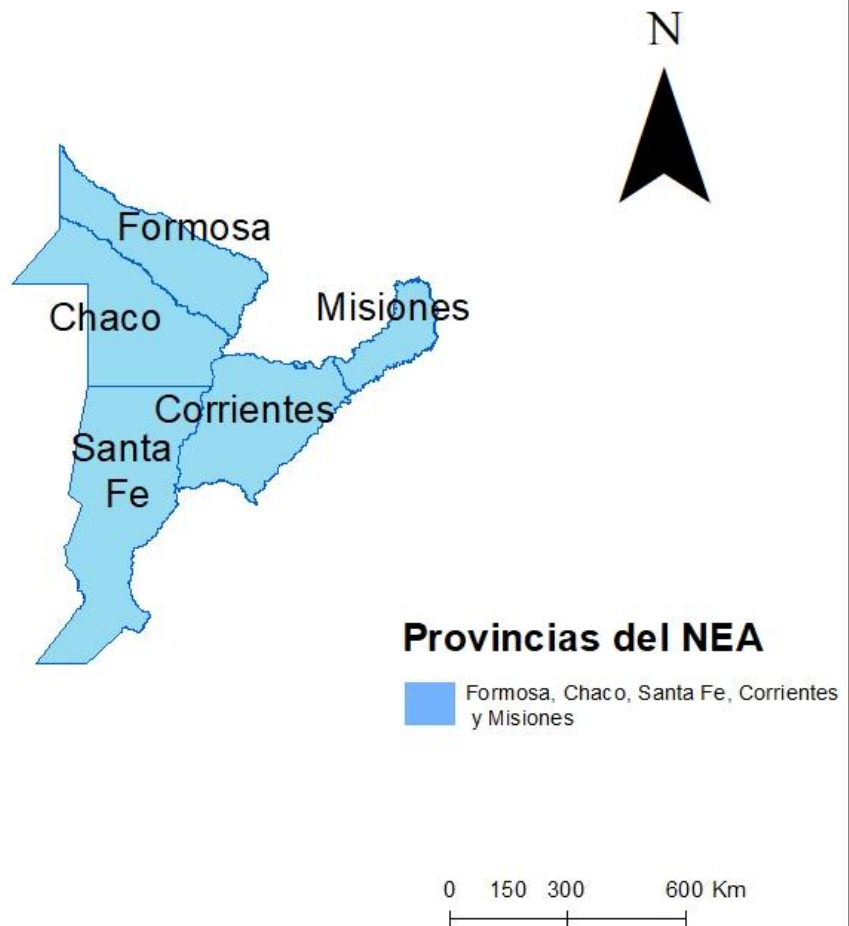 N
Formosa
Misiones
Chaco
Corrientes
Santa
Fe
Provincias del NEA
Formosa, Chaco, Santa Fe, Corrientes
y Misiones
0 150 300 600 Km